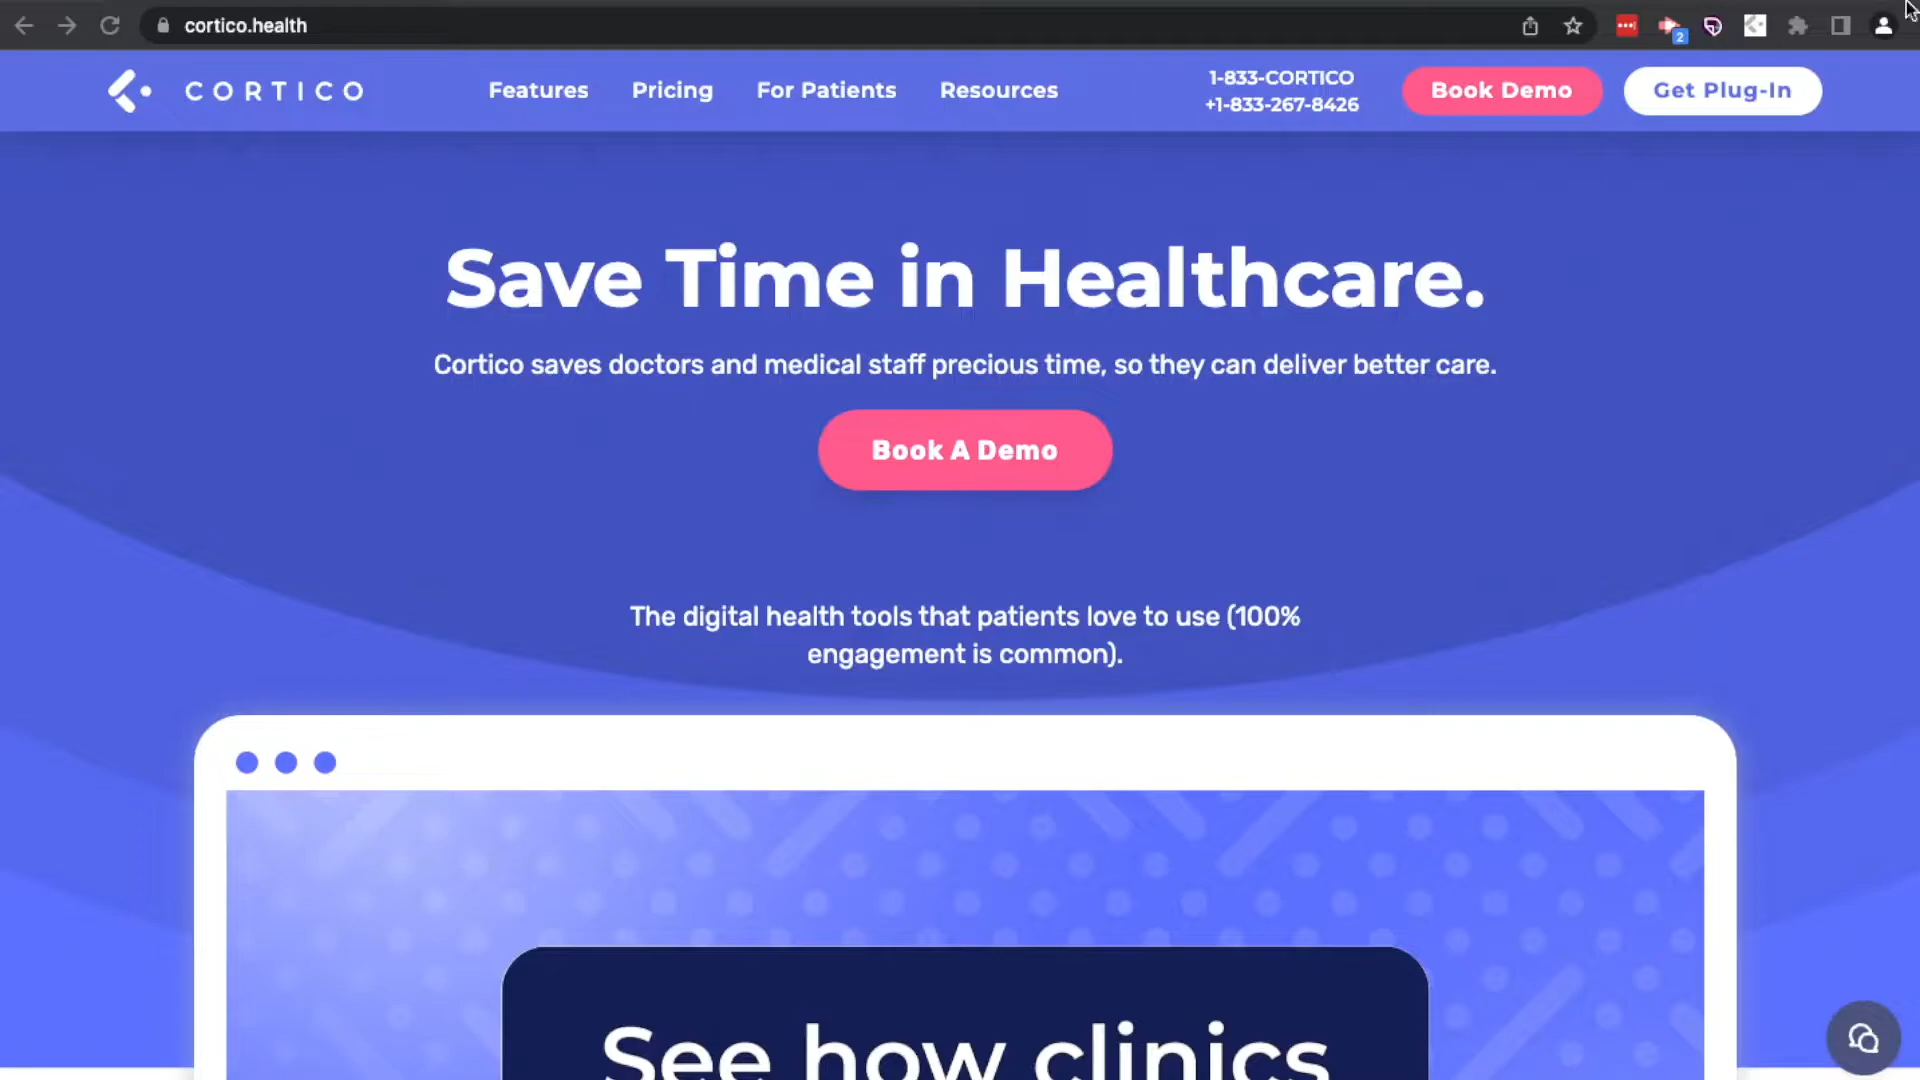 cortico.health
2
CORTICO
Features
Pricing
For Patients
Resources
1-833-CORTICO
+1-833-267-8426
Book Demo
Get Plug-In
Save Time in Healthcare.
Cortico saves doctors and medical staff precious time, so they can deliver better care.
Book A Demo
The digital health tools that patients love to use (100%
engagement is common).
See how clinics